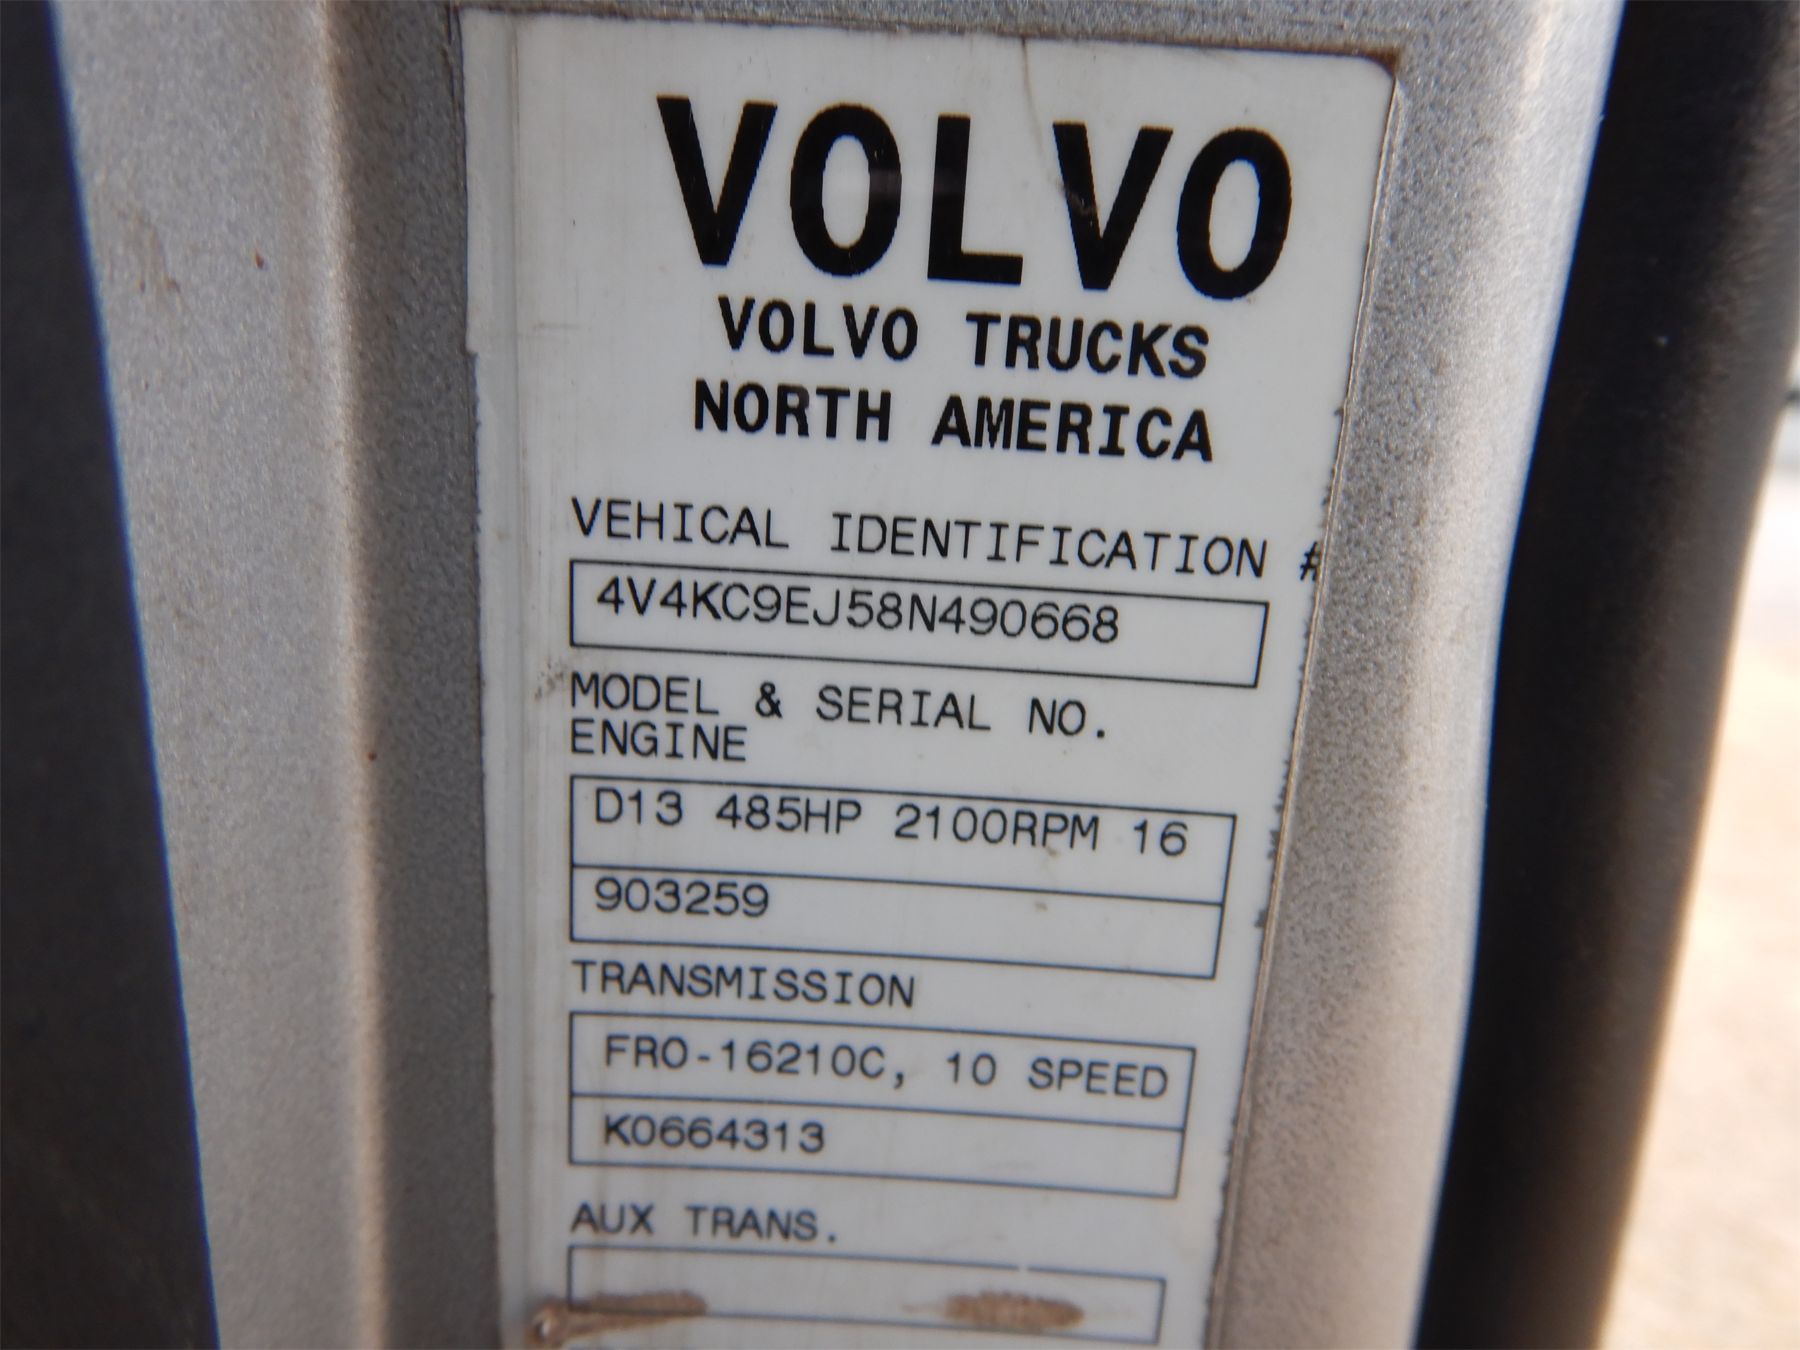 VOLVO
VOLVO TRUCKS
NORTH AMERICA
VEHICAL IDENTIFICATION #
4V4KC9EJ58N490668
MODEL & SERIAL NO.
ENGINE
D13 485HP 2100RPM 16
903259
TRANSMISSION
FRO-16210C, 10 SPEED
K0664313
AUX TRANS.